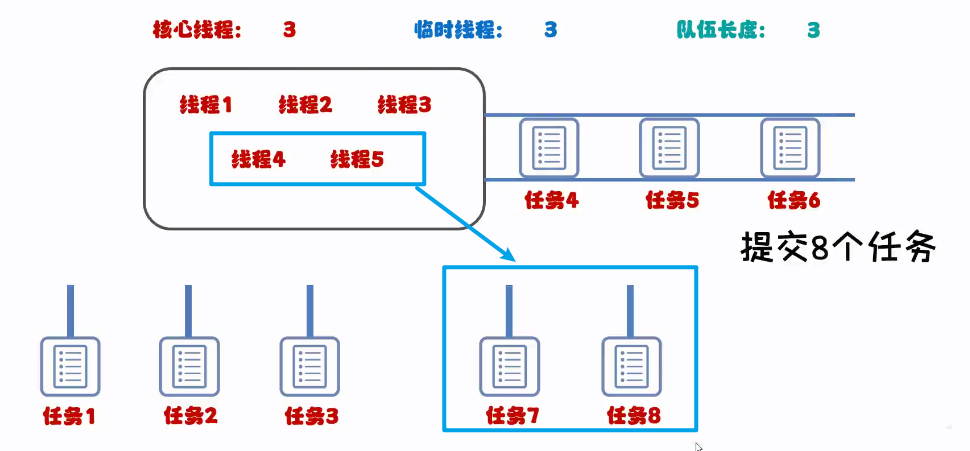 核心线程： 3 临时线程： 3 队伍长度： 3
线程1 线程2 线程3
线程4 线程5
任务4 任务5 任务6
提交8个任务
任务1 任务2 任务3 任务7 任务8